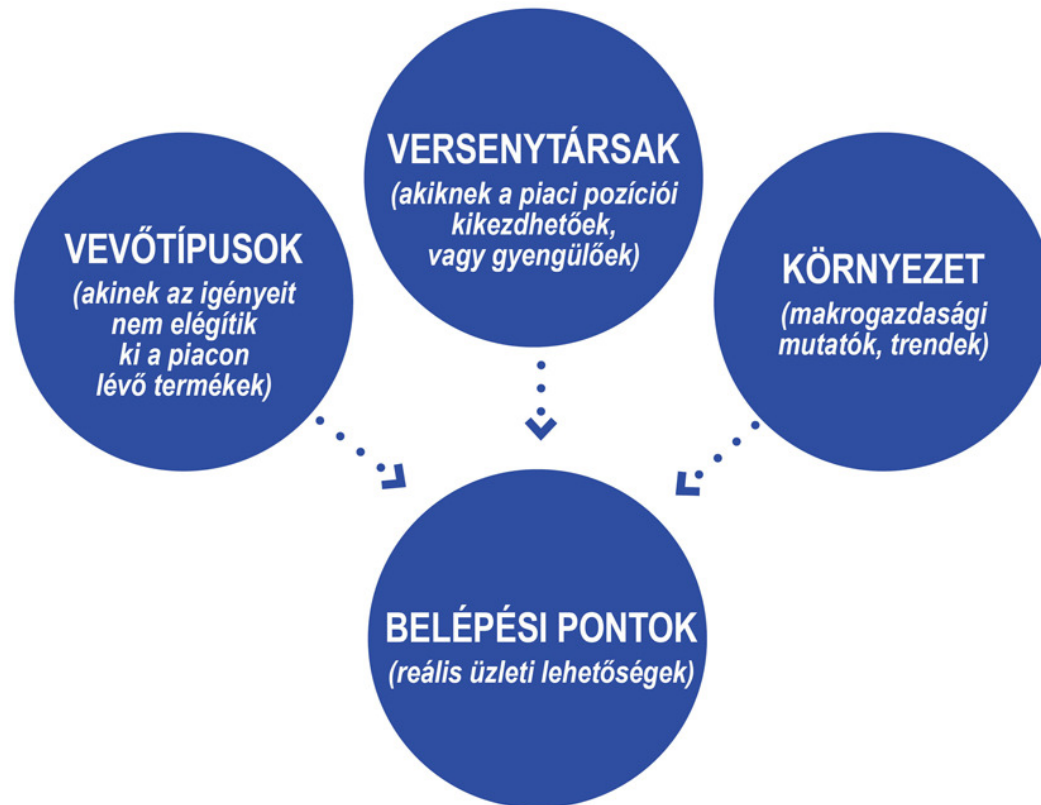 VEVŐTÍPUSOK
(akinek az igényeit
nem elégítik
ki a piacon
lévő termékek)
VERSENYTÁRSAK
(akiknek a piaci pozíciói
kikezdhetőek,
vagy gyengülőek)
KÖRNYEZET
(makrogazdasági
mutatók, trendek)
BELÉPÉSI PONTOK
(reális üzleti lehetőségek)